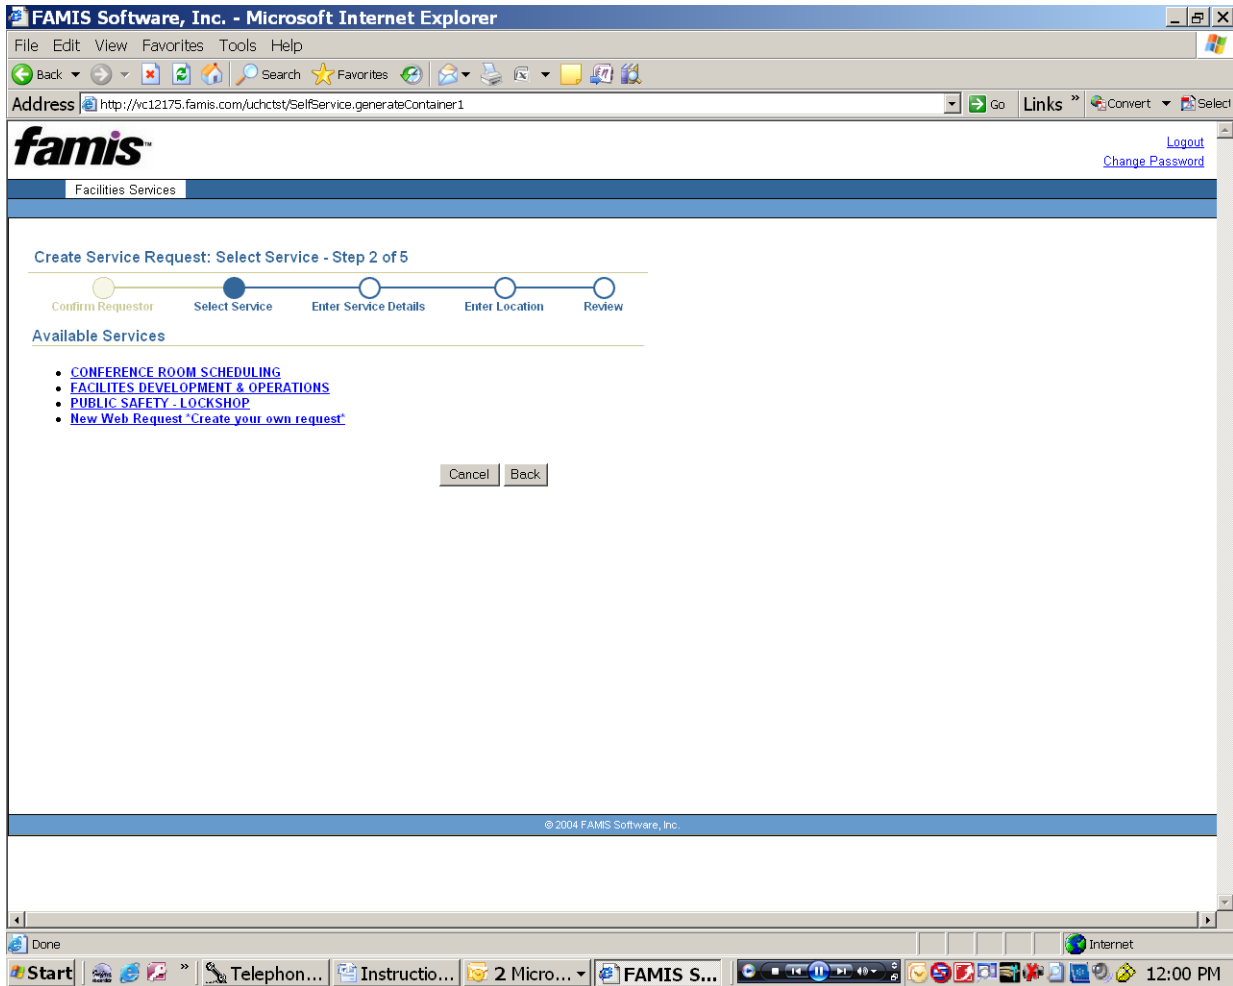 FAMIS Software, Inc. - Microsoft Internet Explorer
File Edit View Favorites Tools Help
Back Search Favorites
Address http://vc12175.famis.com/uchctst/SelfService.generateContainer1 Go Links » Convert Select
famis™
Logout
Change Password
Facilities Services
Create Service Request: Select Service - Step 2 of 5
Confirm Requestor Select Service Enter Service Details Enter Location Review
Available Services
• CONFERENCE ROOM SCHEDULING
• FACILITES DEVELOPMENT & OPERATIONS
• PUBLIC SAFETY - LOCKSHOP
• New Web Request *Create your own request*
Cancel Back
© 2004 FAMIS Software, Inc.
Done Internet
Start » Telephon... Instructio... 2 Micro... FAMIS S... 12:00 PM